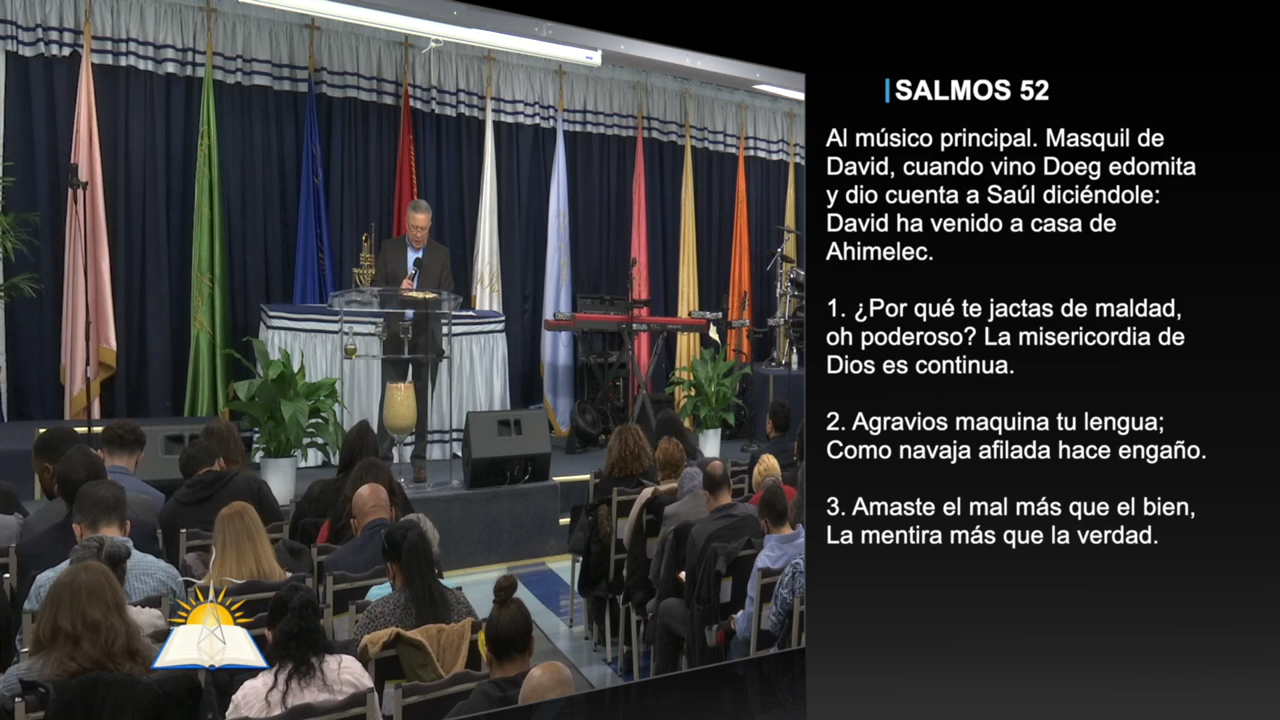 SALMOS 52
Al músico principal. Masquil de
David, cuando vino Doeg edomita
y dio cuenta a Saúl diciéndole:
David ha venido a casa de
Ahimelec.
1. ¿Por qué te jactas de maldad,
oh poderoso? La misericordia de
Dios es continua.
2. Agravios maquina tu lengua;
Como navaja afilada hace engaño.
3. Amaste el mal más que el bien,
La mentira más que la verdad.